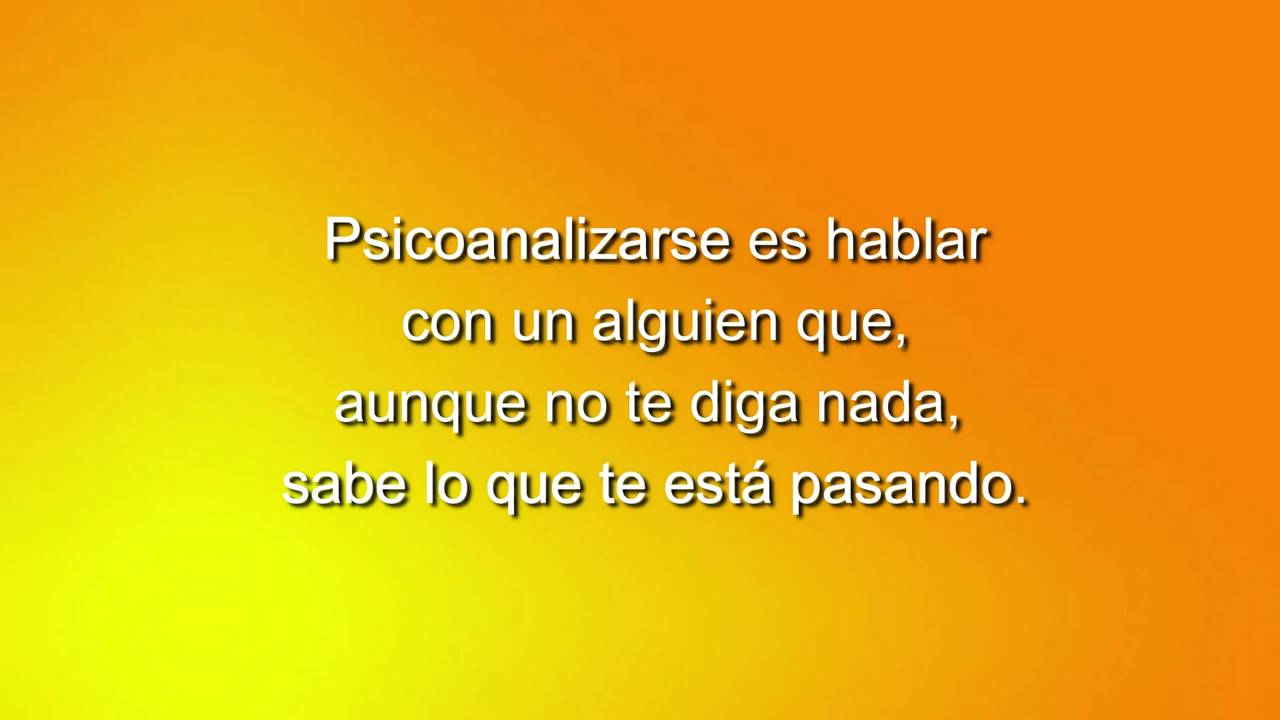 Psicoanalizarse es hablar
con un alguien que,
aunque no te diga nada,
sabe lo que te está pasando.